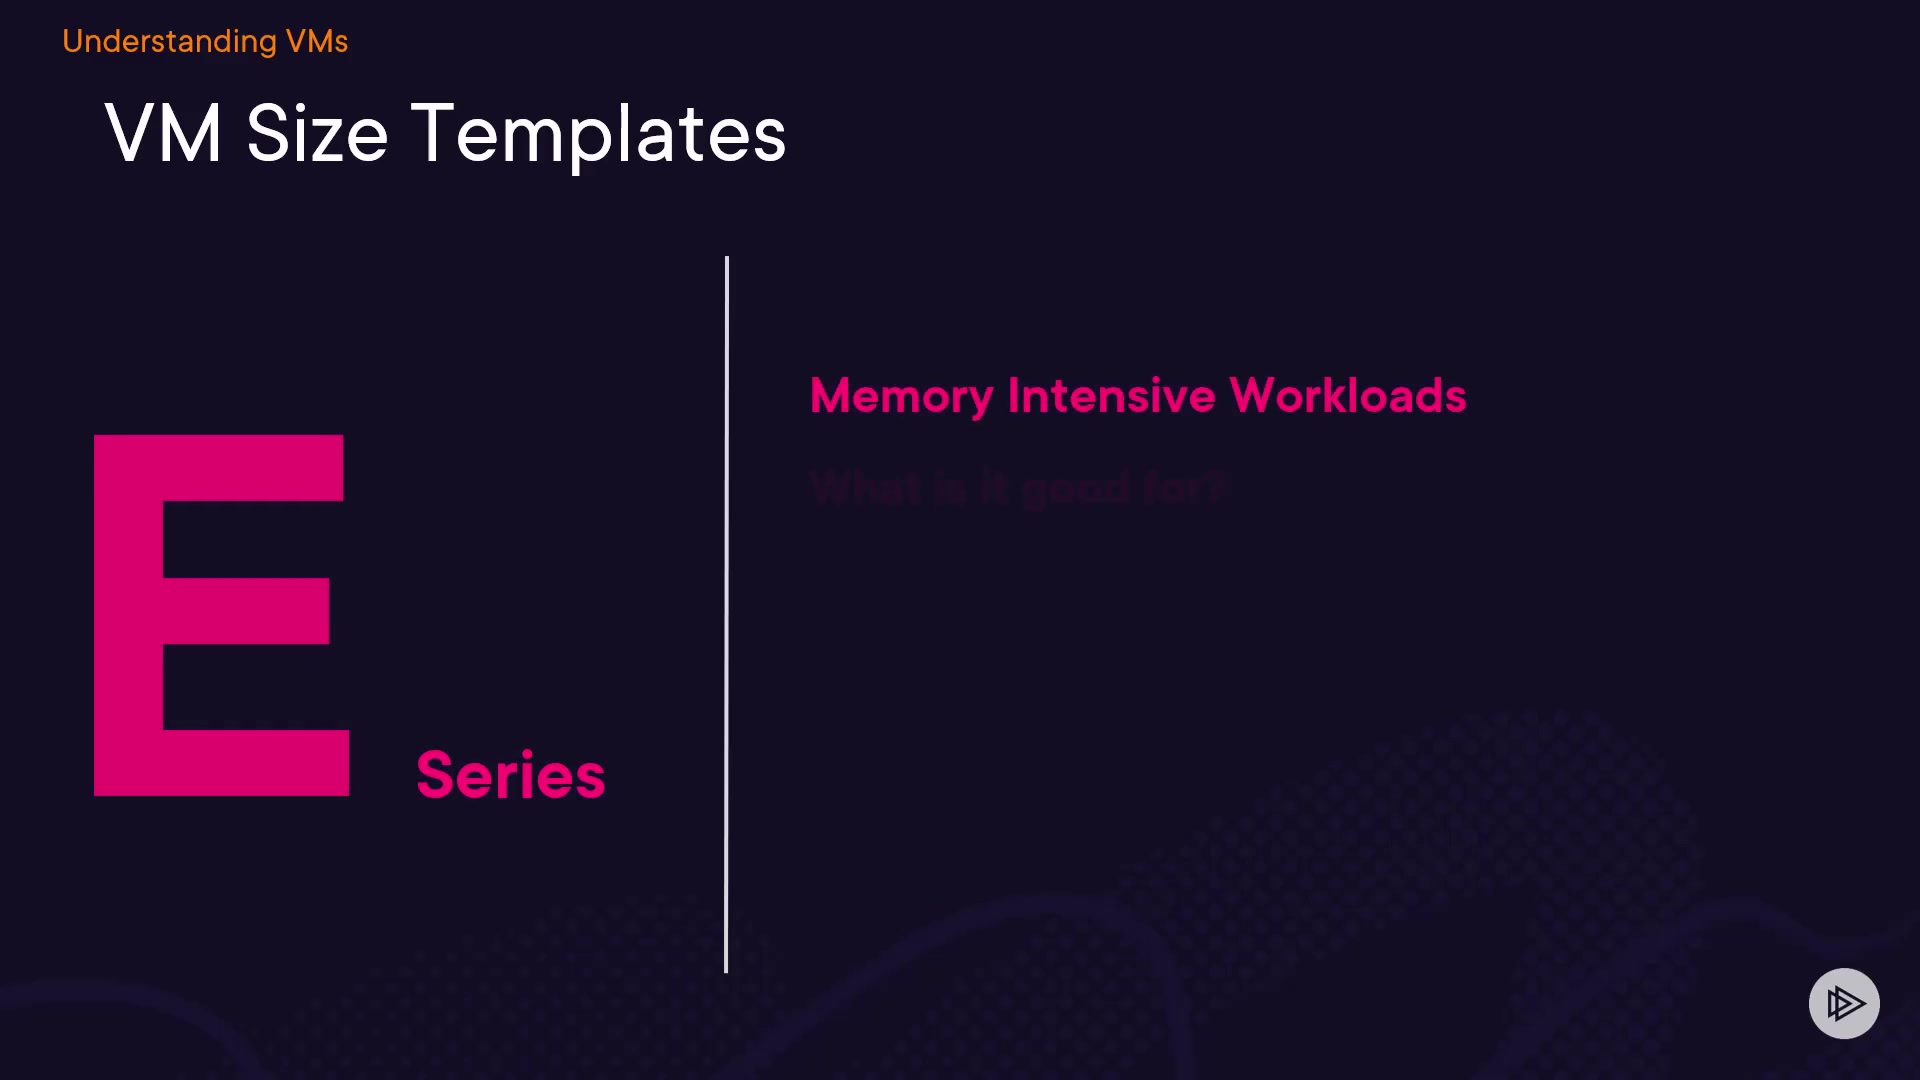 Understanding VMs
VM Size Templates
E Series
Memory Intensive Workloads
What is it good for?